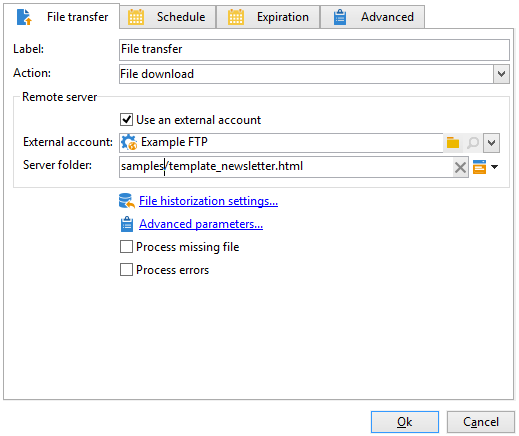 File transfer Schedule Expiration Advanced
Label: File transfer
Action: File download
Remote server
Use an external account
External account: Example FTP
Server folder: samples/template_newsletter.html
File historization settings...
Advanced parameters...
Process missing file
Process errors
Ok Cancel